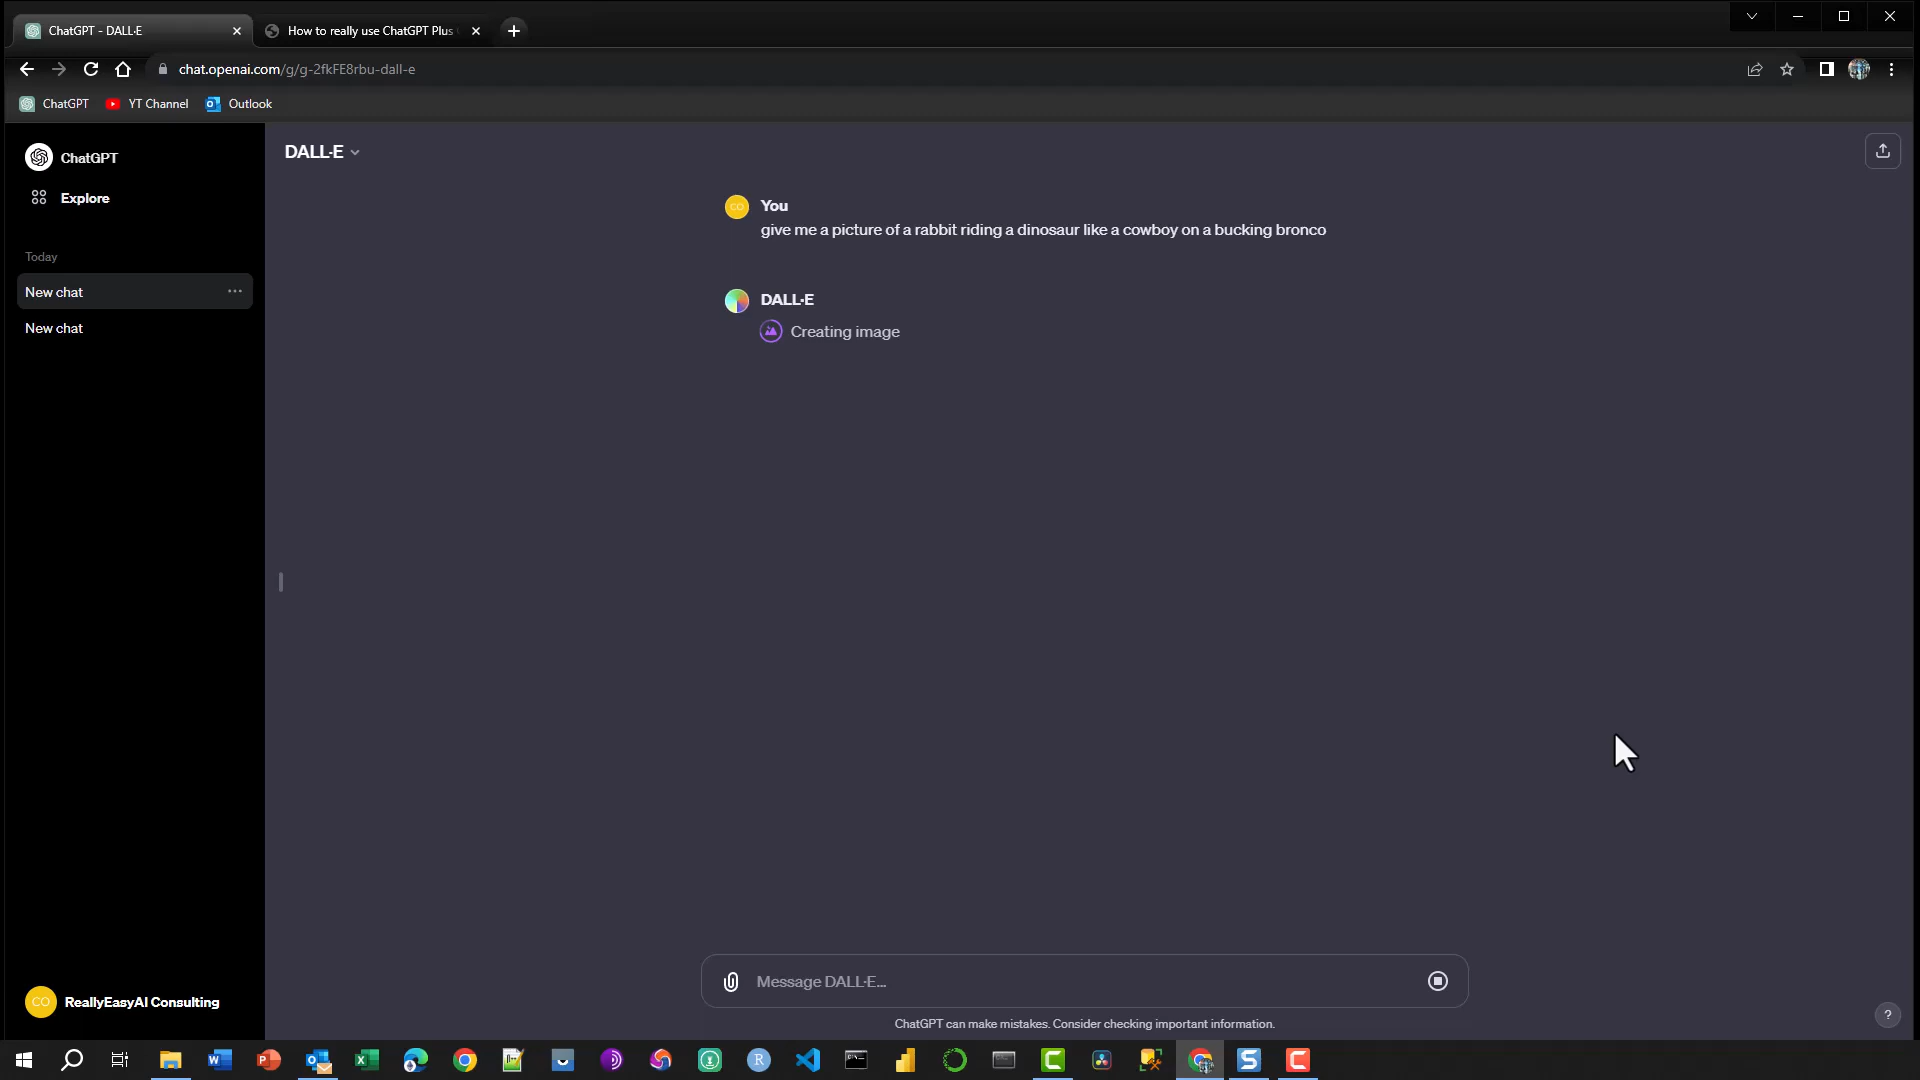 ChatGPT - DALL·E
How to really use ChatGPT Plus
chat.openai.com/g/g-2fkFE8rbu-dall-e
ChatGPT
YT Channel
Outlook
ChatGPT
Explore
Today
New chat
New chat
DALL·E
You
give me a picture of a rabbit riding a dinosaur like a cowboy on a bucking bronco
DALL·E
Creating image
Message DALL·E...
ChatGPT can make mistakes. Consider checking important information.
CO
ReallyEasyAI Consulting
?